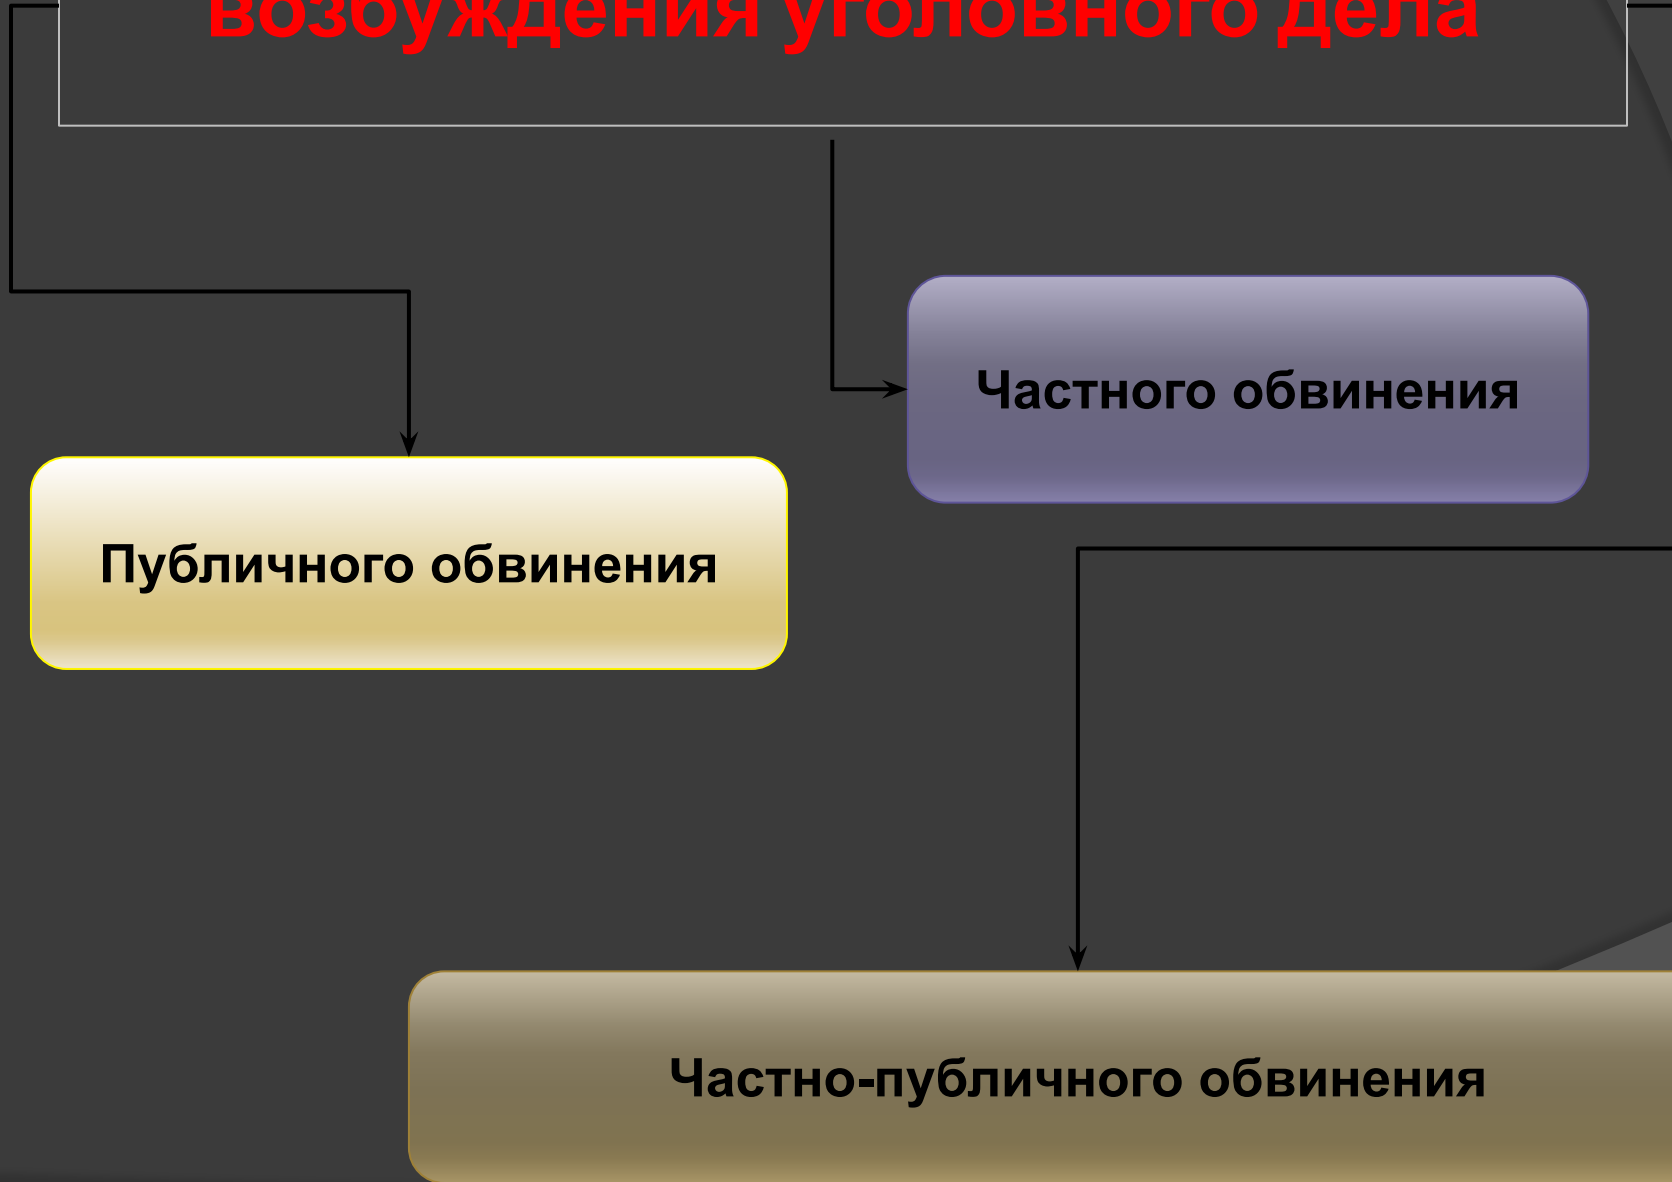 возбуждения уголовного дела
Частного обвинения
Публичного обвинения
Частно-публичного обвинения